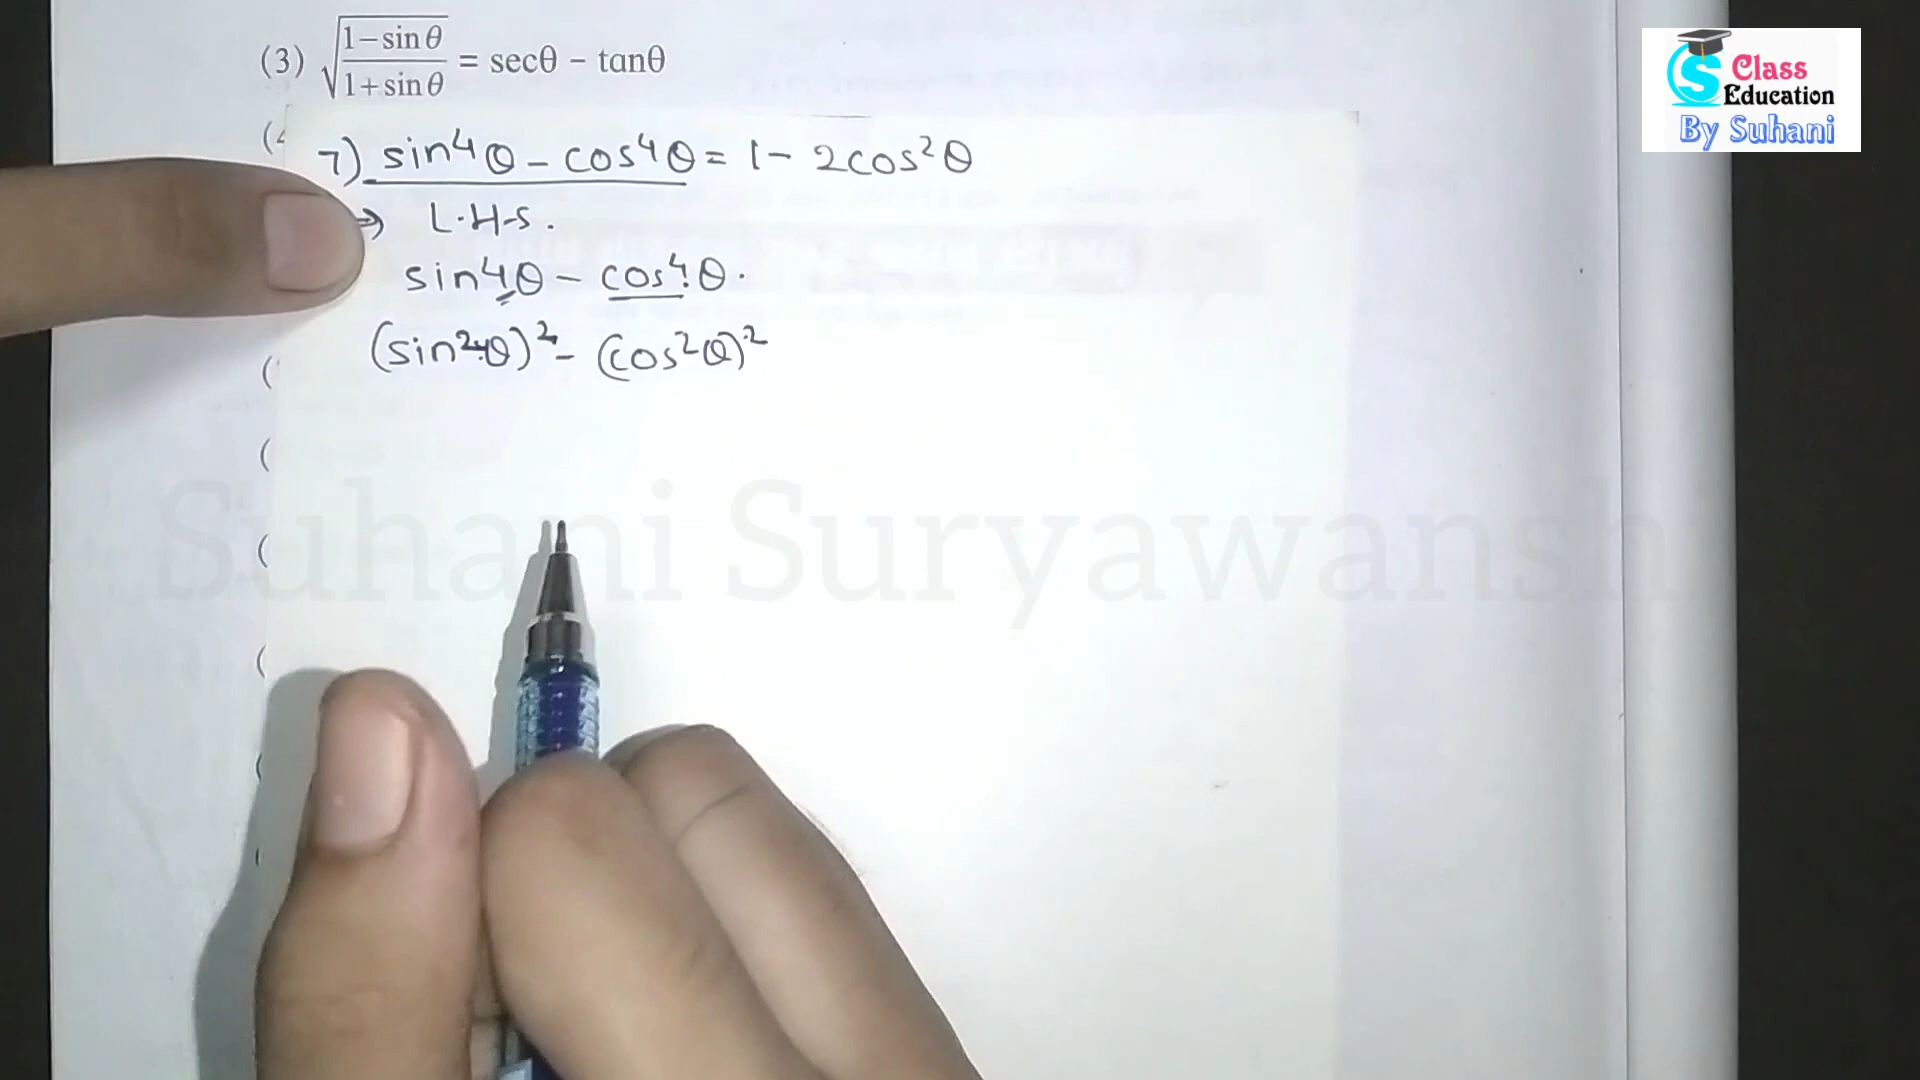 (3) √(1−sinθ / 1+sinθ) = secθ − tanθ
(4
7) sin⁴θ − cos⁴θ = 1 − 2cos²θ
⇒ L.H.S.
sin⁴θ − cos⁴θ.
(sin²θ)² − (cos²θ)²
(
(
(
(
Suhani Suryawanshi
S Class
Education
By Suhani